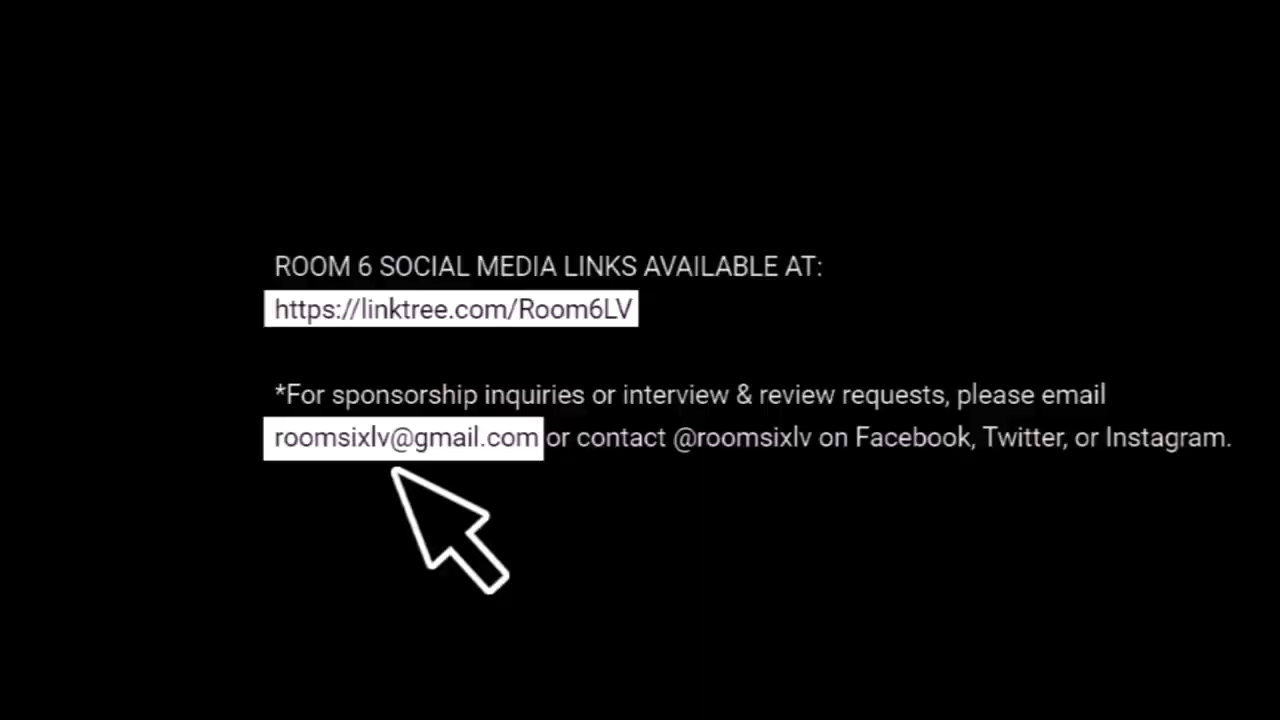 ROOM 6 SOCIAL MEDIA LINKS AVAILABLE AT:
https://linktree.com/Room6LV
*For sponsorship inquiries or interview & review requests, please email
roomsixlv@gmail.com or contact @roomsixlv on Facebook, Twitter, or Instagram.